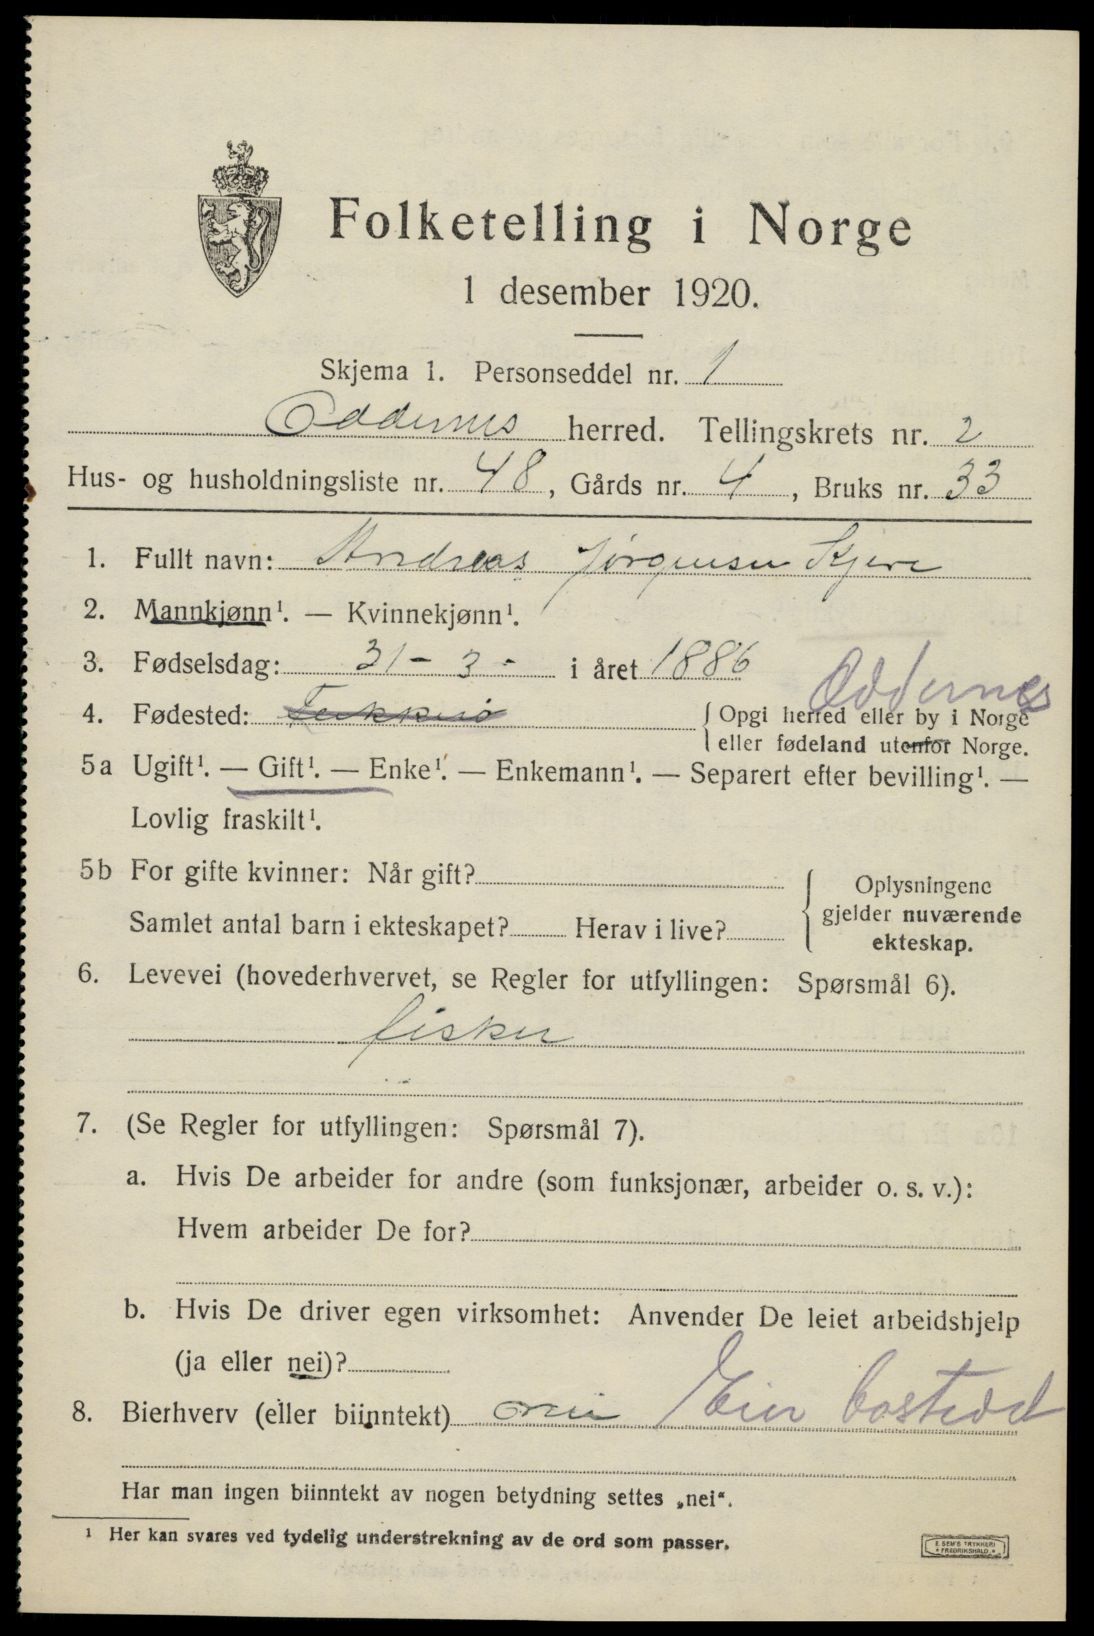 Folketelling i Norge
1 desember 1920.
Skjema 1. Personseddel nr. 1
Oddernes herred. Tellingskrets nr. 2
Hus- og husholdningsliste nr. 48, Gårds nr. 4, Bruks nr. 33
1. Fullt navn: Andreas Jørgensen Kjere
2. Mannkjønn¹. — Kvinnekjønn¹.
3. Fødselsdag: 31 - 3 - i året 1886
Oddernes
4. Fødested: Flekkerø { Opgi herred eller by i Norge
eller fødeland utenfor Norge.
5a Ugift¹. — Gift¹. — Enke¹. — Enkemann¹. — Separert efter bevilling¹. —
Lovlig fraskilt¹.
5b For gifte kvinner: Når gift?
Samlet antal barn i ekteskapet? Herav i live?
{ Oplysningene
gjelder nuværende
ekteskap.
6. Levevei (hovederhvervet, se Regler for utfyllingen: Spørsmål 6).
fisker
7. (Se Regler for utfyllingen: Spørsmål 7).
a. Hvis De arbeider for andre (som funksjonær, arbeider o. s. v.):
Hvem arbeider De for?
b. Hvis De driver egen virksomhet: Anvender De leiet arbeidshjelp
(ja eller nei)?
8. Bierhverv (eller biinntekt) Eier bosted
Har man ingen biinntekt av nogen betydning settes „nei“.
¹ Her kan svares ved tydelig understrekning av de ord som passer.
E. SEM'S TRYKKERI
FREDRIKSHALD